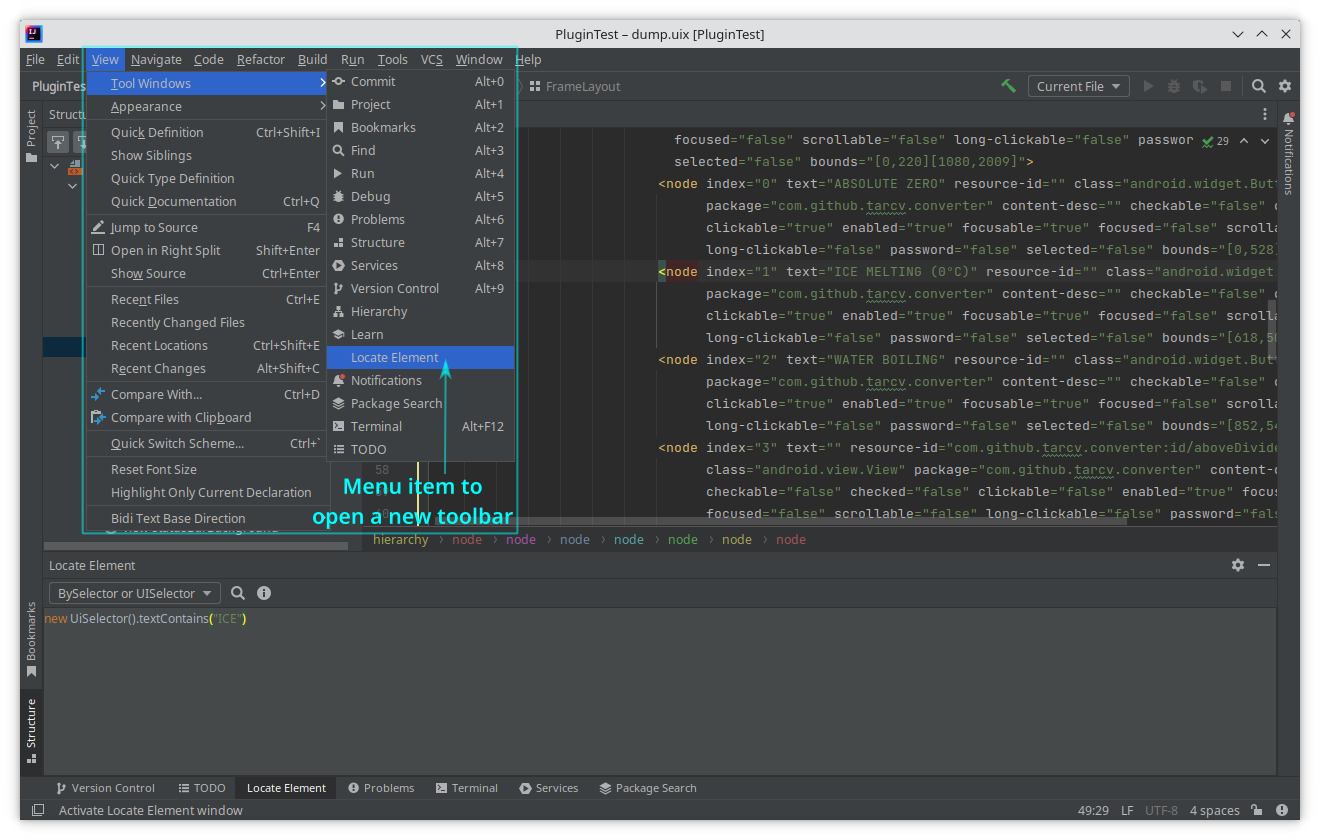 PluginTest – dump.uix [PluginTest]
File Edit View Navigate Code Refactor Build Run Tools VCS Window Help
PluginTes
FrameLayout
Current File
Project
Structu
Tool Windows
Appearance
Quick Definition Ctrl+Shift+I
Show Siblings
Quick Type Definition
Quick Documentation Ctrl+Q
Jump to Source F4
Open in Right Split Shift+Enter
Show Source Ctrl+Enter
Recent Files Ctrl+E
Recently Changed Files
Recent Locations Ctrl+Shift+E
Recent Changes Alt+Shift+C
Compare With... Ctrl+D
Compare with Clipboard
Quick Switch Scheme... Ctrl+`
Reset Font Size
Highlight Only Current Declaration
Bidi Text Base Direction
Commit Alt+0
Project Alt+1
Bookmarks Alt+2
Find Alt+3
Run Alt+4
Debug Alt+5
Problems Alt+6
Structure Alt+7
Services Alt+8
Version Control Alt+9
Hierarchy
Learn
Locate Element
Notifications
Package Search
Terminal Alt+F12
TODO
58
Menu item to
open a new toolbar
focused="false" scrollable="false" long-clickable="false" passwor
29
selected="false" bounds="[0,220][1080,2009]">
<node index="0" text="ABSOLUTE ZERO" resource-id="" class="android.widget.But
package="com.github.tarcv.converter" content-desc="" checkable="false" c
clickable="true" enabled="true" focusable="true" focused="false" scrolla
long-clickable="false" password="false" selected="false" bounds="[0,528]
<node index="1" text="ICE MELTING (0°C)" resource-id="" class="android.widget
package="com.github.tarcv.converter" content-desc="" checkable="false" c
clickable="true" enabled="true" focusable="true" focused="false" scrolla
long-clickable="false" password="false" selected="false" bounds="[618,50
<node index="2" text="WATER BOILING" resource-id="" class="android.widget.But
package="com.github.tarcv.converter" content-desc="" checkable="false" c
clickable="true" enabled="true" focusable="true" focused="false" scrolla
long-clickable="false" password="false" selected="false" bounds="[852,54
<node index="3" text="" resource-id="com.github.tarcv.converter:id/aboveDivide
class="android.view.View" package="com.github.tarcv.converter" content-d
checkable="false" checked="false" clickable="false" enabled="true" focus
focused="false" scrollable="false" long-clickable="false" password="fals
Notifications
hierarchy › node › node › node › node › node › node › node
Locate Element
BySelector or UISelector
new UiSelector().textContains("ICE")
Bookmarks
Structure
Version Control TODO Locate Element Problems Terminal Services Package Search
Activate Locate Element window
49:29 LF UTF-8 4 spaces